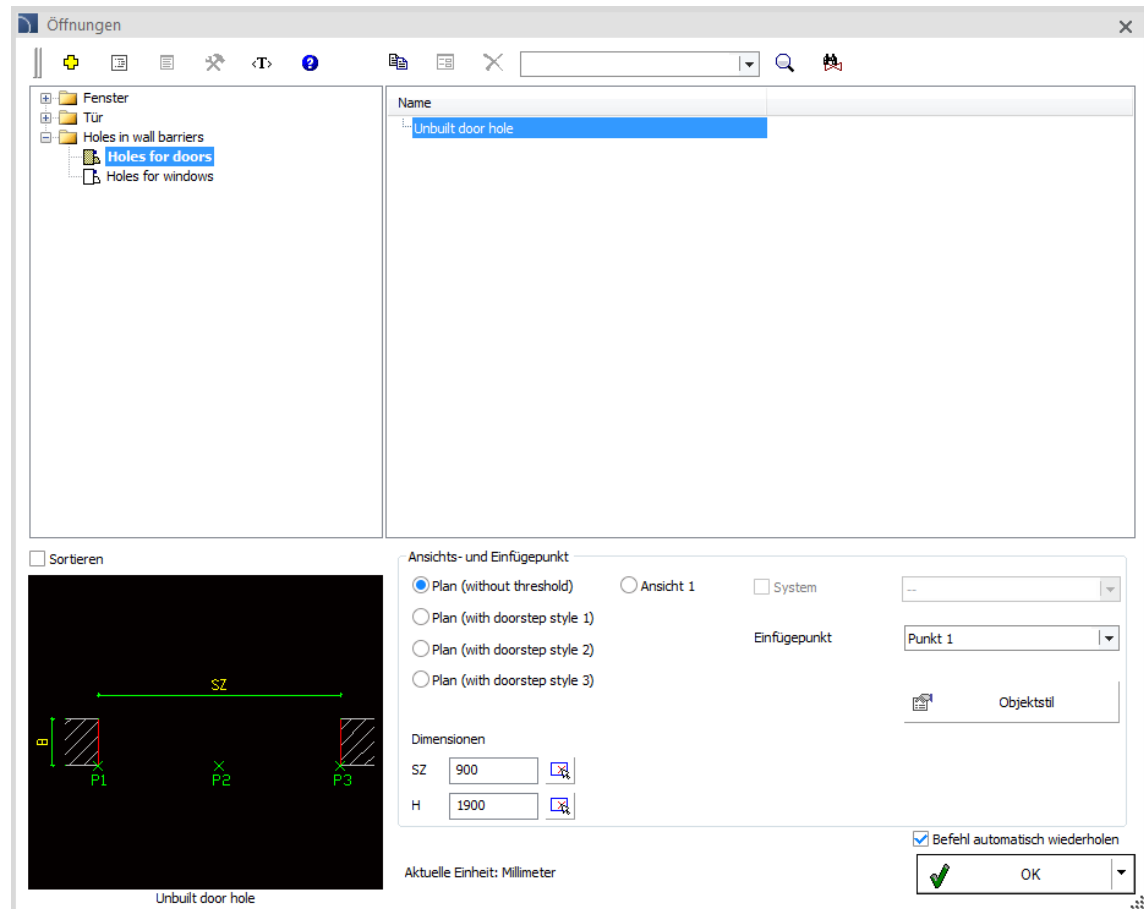 Öffnungen
<T>
Fenster
Tür
Holes in wall barriers
Holes for doors
Holes for windows
Name
Unbuilt door hole
Sortieren
SZ
B
P1 P2 P3
Unbuilt door hole
Ansichts- und Einfügepunkt
Plan (without threshold) Ansicht 1 System --
Plan (with doorstep style 1)
Einfügepunkt Punkt 1
Plan (with doorstep style 2)
Plan (with doorstep style 3)
Objektstil
Dimensionen
SZ 900
H 1900
Befehl automatisch wiederholen
Aktuelle Einheit: Millimeter
OK